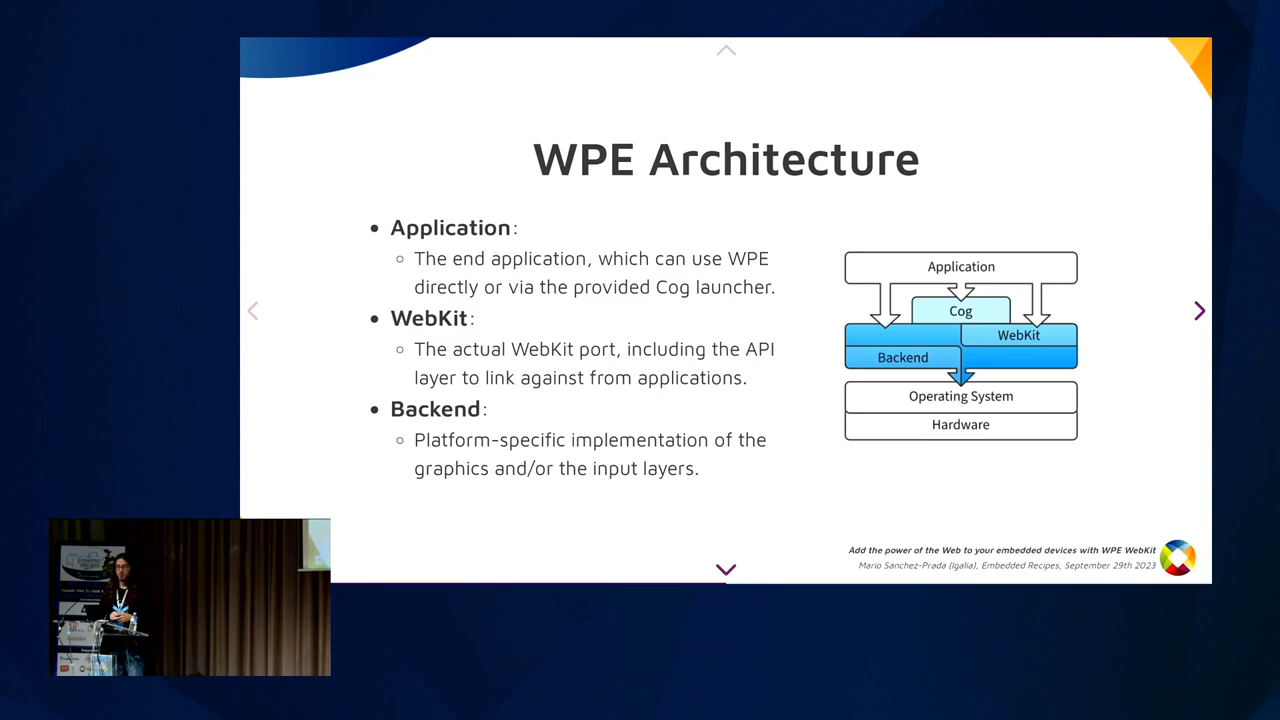 WPE Architecture
Application:
The end application, which can use WPE
directly or via the provided Cog launcher.
WebKit:
The actual WebKit port, including the API
layer to link against from applications.
Backend:
Platform-specific implementation of the
graphics and/or the input layers.
Application
Cog
WebKit
Backend
Operating System
Hardware
Add the power of the Web to your embedded devices with WPE WebKit
Mario Sánchez-Prada (Igalia), Embedded Recipes, September 29th 2023